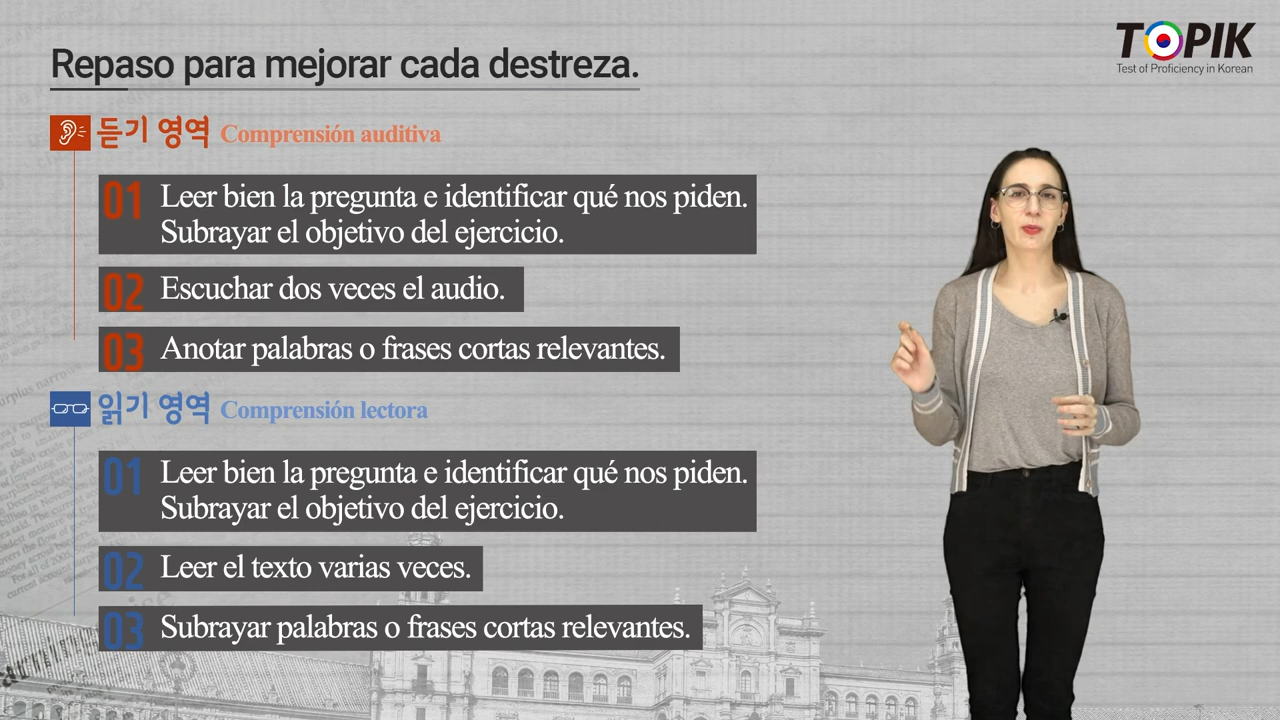 TOPIK
Test of Proficiency in Korean
Repaso para mejorar cada destreza.
듣기 영역 Comprensión auditiva
01 Leer bien la pregunta e identificar qué nos piden.
Subrayar el objetivo del ejercicio.
02 Escuchar dos veces el audio.
03 Anotar palabras o frases cortas relevantes.
읽기 영역 Comprensión lectora
01 Leer bien la pregunta e identificar qué nos piden.
Subrayar el objetivo del ejercicio.
02 Leer el texto varias veces.
03 Subrayar palabras o frases cortas relevantes.